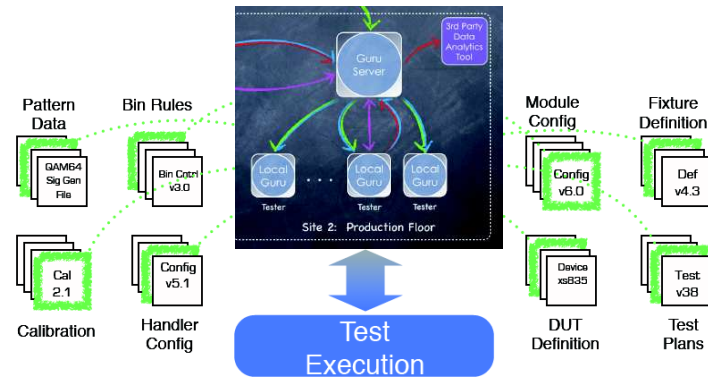 Pattern
Data
Bin Rules
QAM64
Sig Gen
File
Bin Cntrl
v3.0
Cal
2.1
Config
v5.1
Calibration
Handler
Config
Guru
Server
3rd Party
Data
Analytics
Tool
Local
Guru
. . . .
Local
Guru
Local
Guru
Tester
Tester
Tester
Site 2: Production Floor
Test
Execution
Module
Config
Fixture
Definition
Config
v6.0
Def
v4.3
Device
xs835
Test
v38
DUT
Definition
Test
Plans